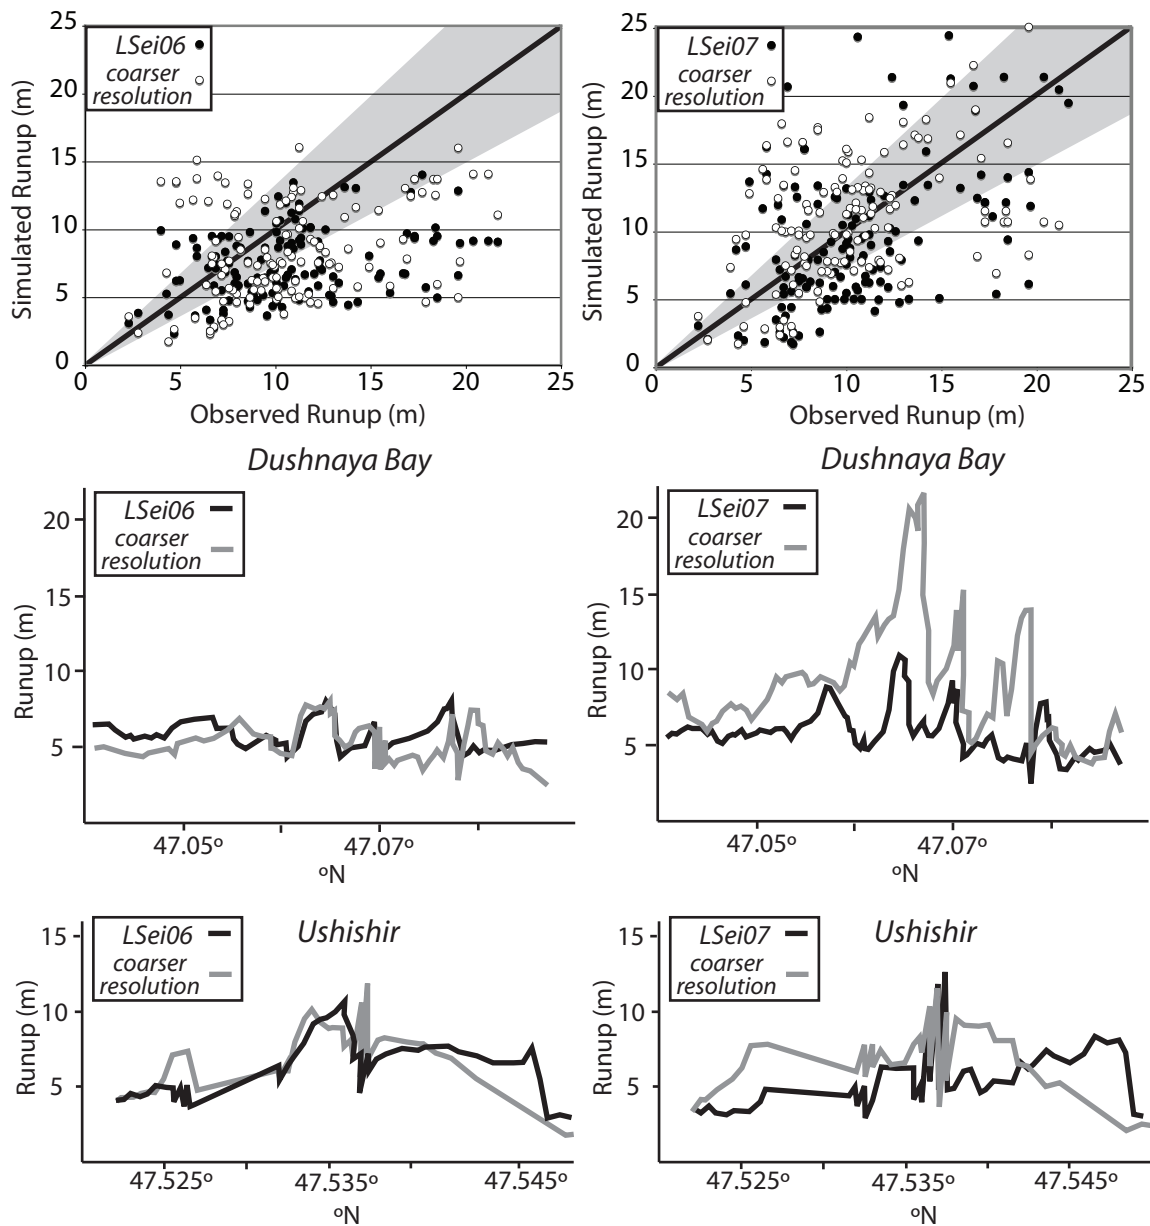 25
20
15
10
5
0
Simulated Runup (m)
LSei06
coarser
resolution
0
5
10
15
20
25
Observed Runup (m)
25
20
15
10
5
0
Simulated Runup (m)
LSei07
coarser
resolution
0
5
10
15
20
25
Observed Runup (m)
Dushnaya Bay
20
15
10
5
Runup (m)
LSei06
coarser
resolution
47.05º
47.07º
ºN
Dushnaya Bay
20
15
10
5
Runup (m)
LSei07
coarser
resolution
47.05º
47.07º
ºN
Ushishir
15
10
5
Runup (m)
LSei06
coarser
resolution
47.525º
47.535º
47.545º
ºN
Ushishir
15
10
5
Runup (m)
LSei07
coarser
resolution
47.525º
47.535º
47.545º
ºN